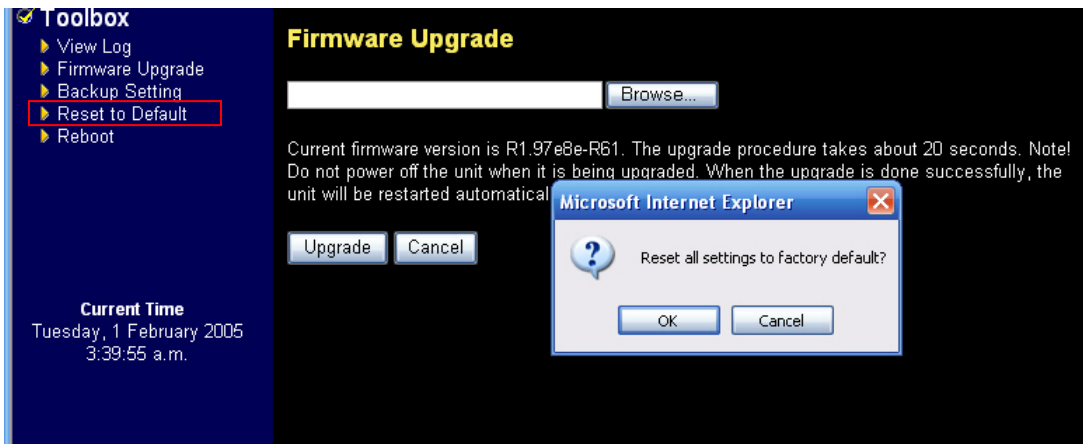 Toolbox
View Log
Firmware Upgrade
Backup Setting
Reset to Default
Reboot
Current Time
Tuesday, 1 February 2005
3:39:55 a.m.
Firmware Upgrade
Browse...
Current firmware version is R1.97e8e-R61. The upgrade procedure takes about 20 seconds. Note!
Do not power off the unit when it is being upgraded. When the upgrade is done successfully, the
unit will be restarted automatical
Upgrade Cancel
Microsoft Internet Explorer
Reset all settings to factory default?
OK Cancel